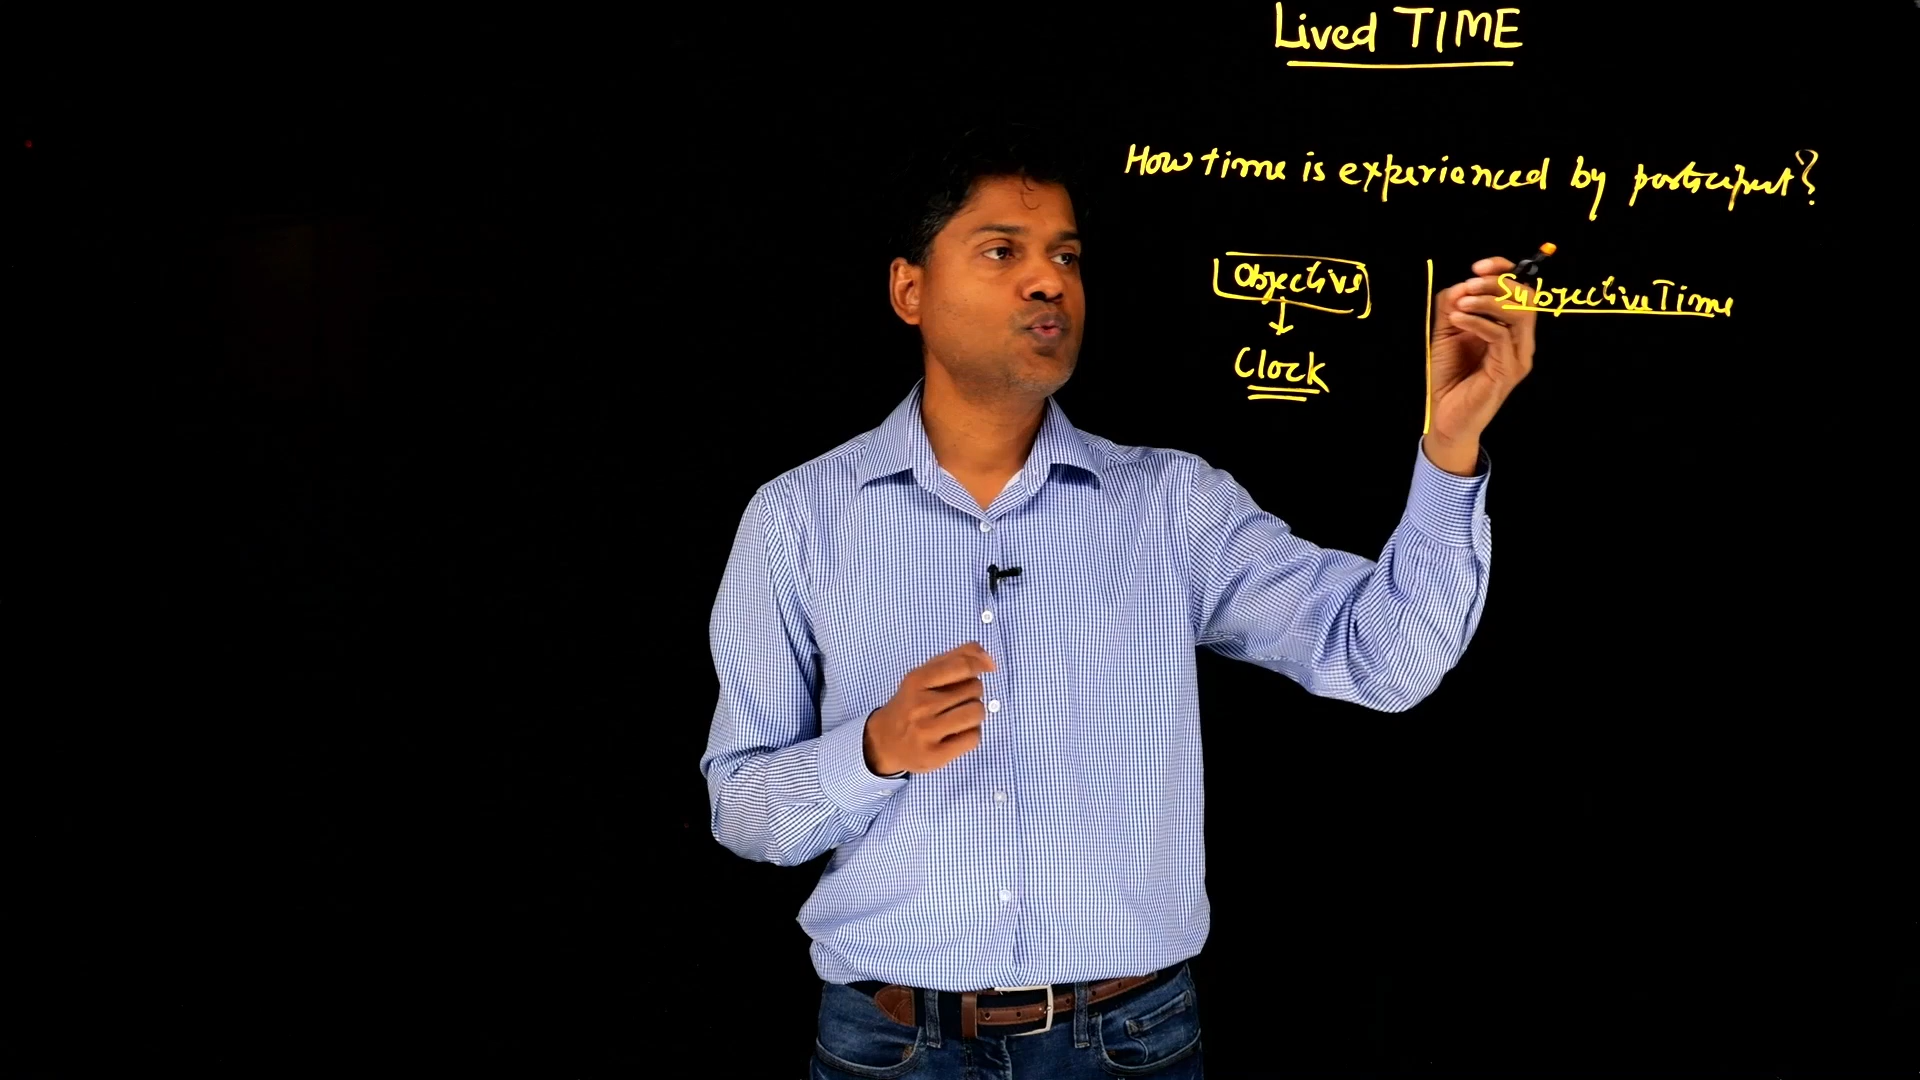 Lived TIME
How time is experienced by participant?
Objective
Subjective Time
Clock